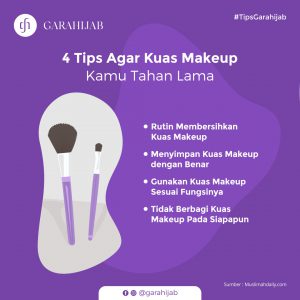 GARAHIJAB
#TipsGarahijab
4 Tips Agar Kuas Makeup
Kamu Tahan Lama
Rutin Membersihkan
Kuas Makeup
Menyimpan Kuas Makeup
dengan Benar
Gunakan Kuas Makeup
Sesuai Fungsinya
Tidak Berbagi Kuas
Makeup Pada Siapapun
Sumber : Muslimahdaily.com
@garahijab